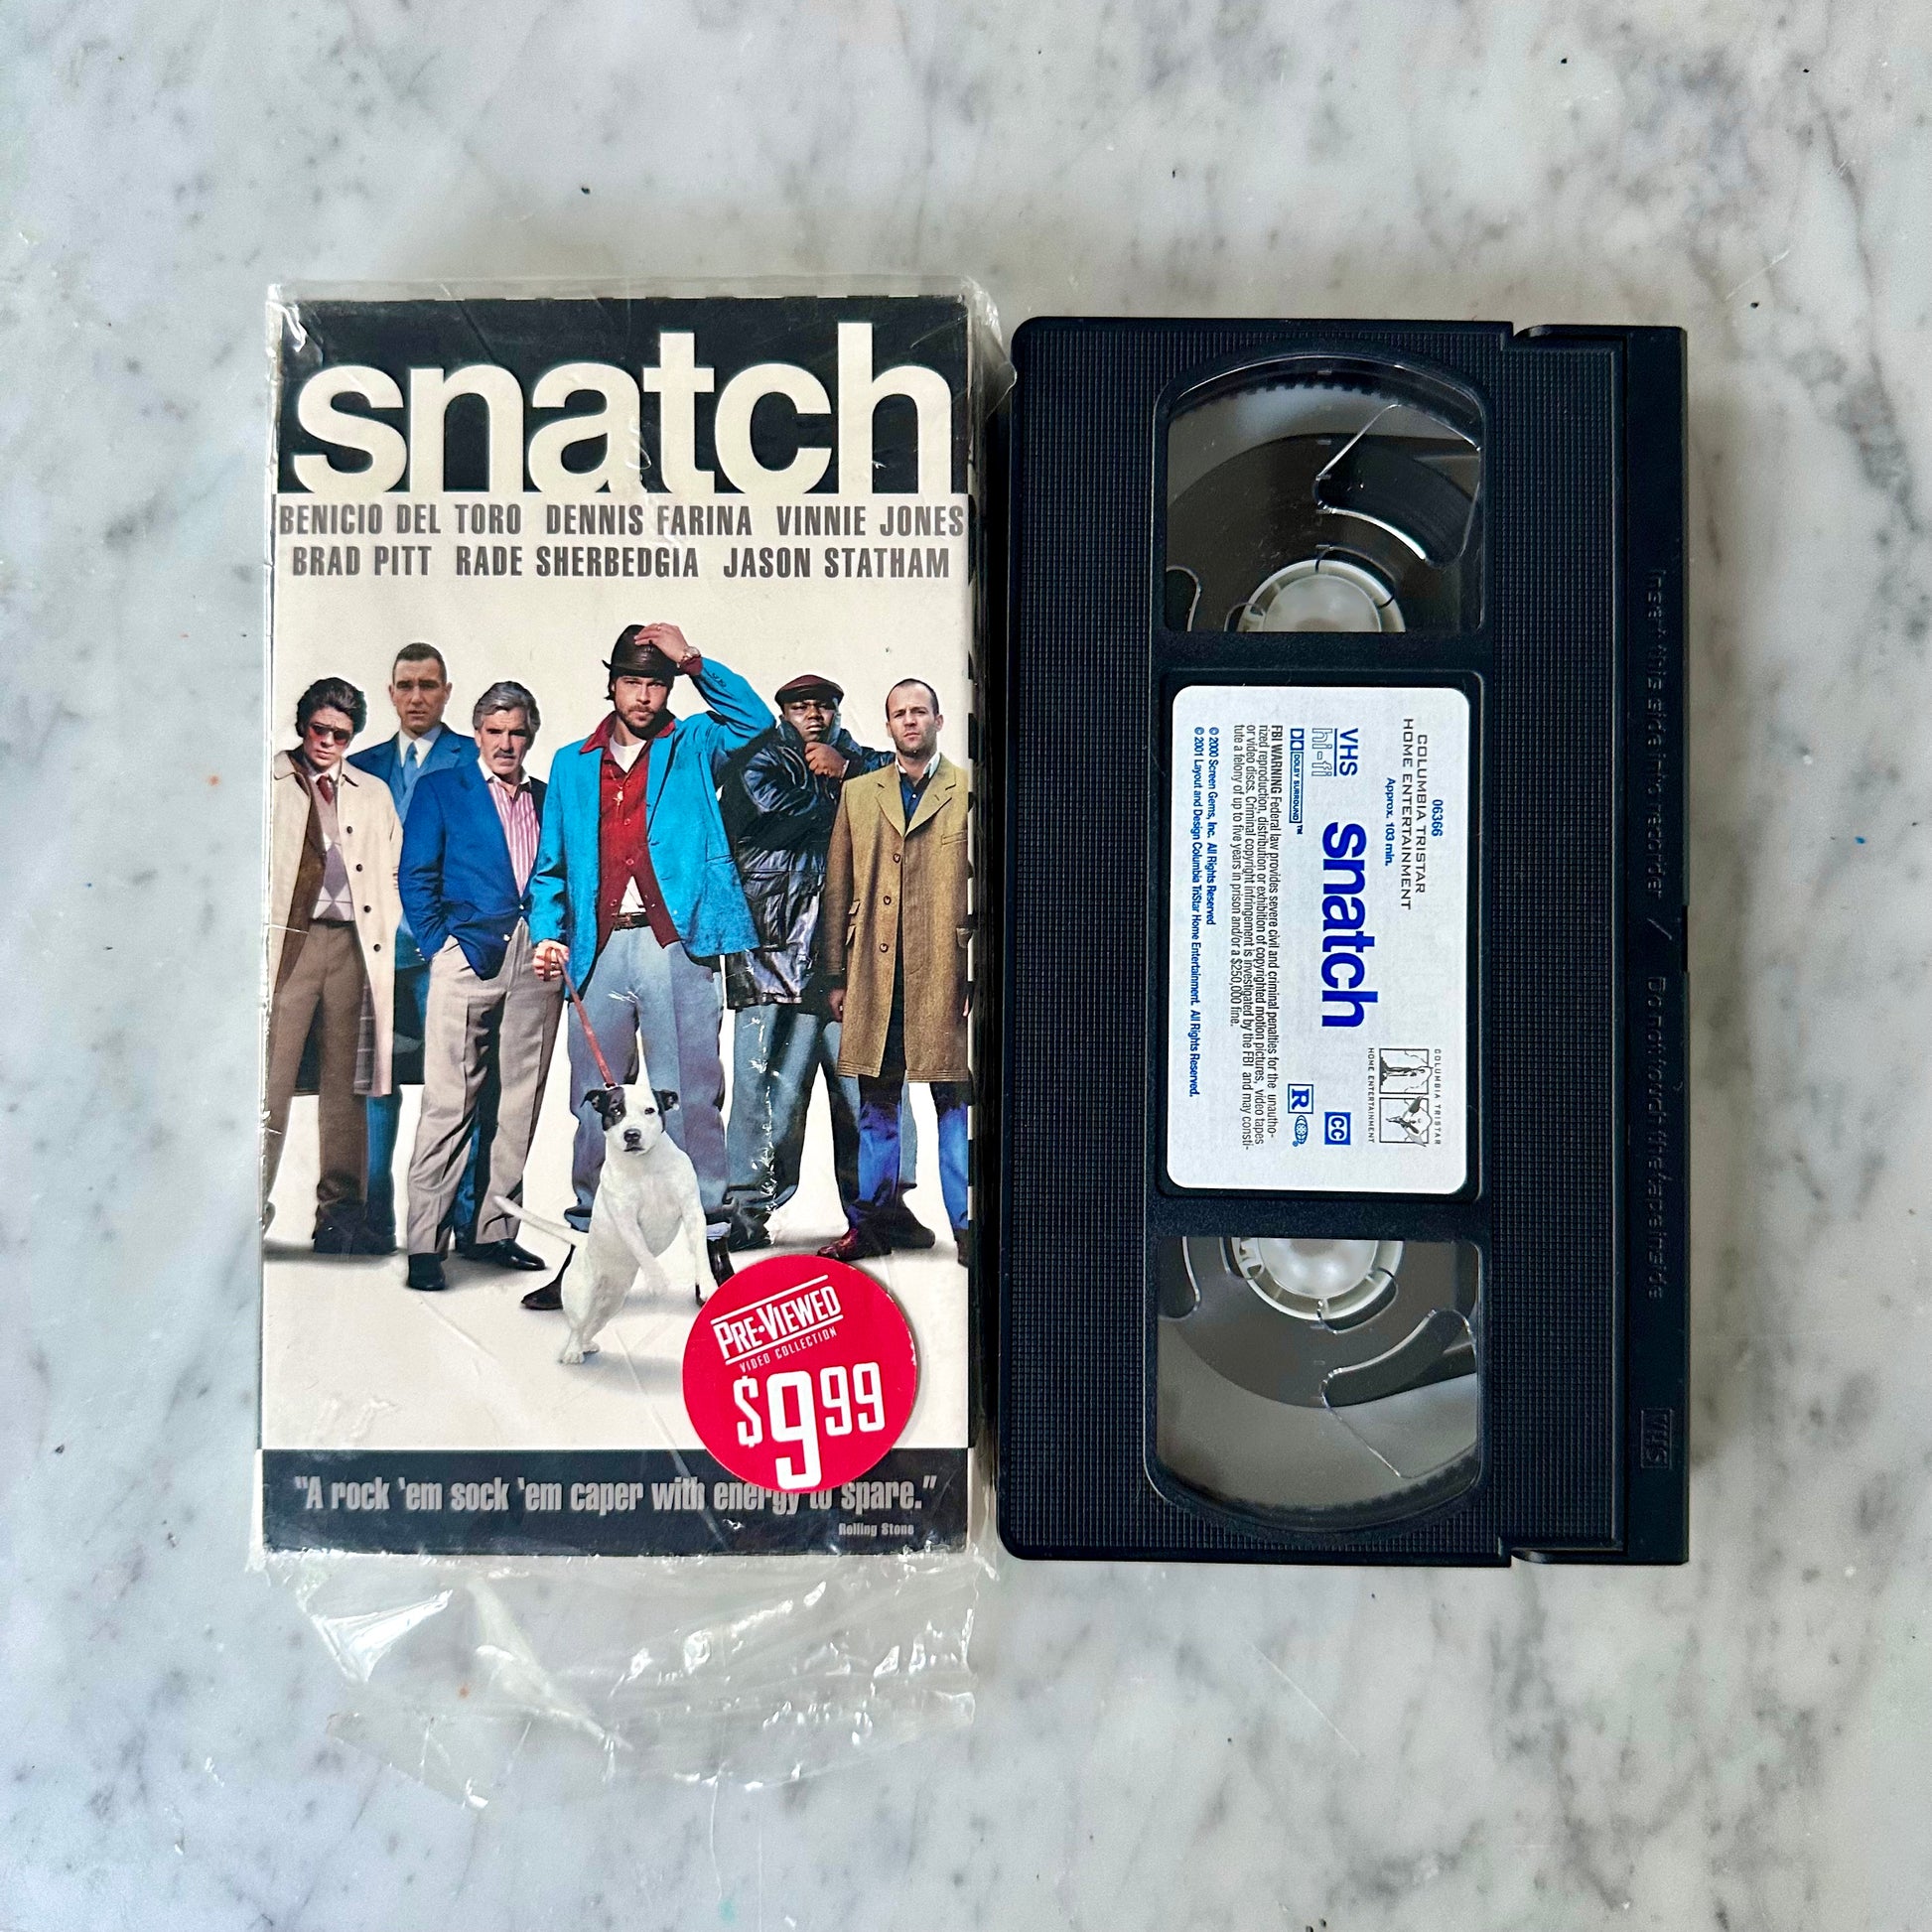 snatch
BENICIO DEL TORO DENNIS FARINA VINNIE JONES
BRAD PITT RADE SHERBEDGIA JASON STATHAM
PRE-VIEWED
VIDEO COLLECTION
$9.99
"A rock 'em sock 'em caper with energy to spare."
Rolling Stone
06366
COLUMBIA TRISTAR
HOME ENTERTAINMENT
Approx. 103 min.
VHS
hi-fi
snatch
COLUMBIA TRISTAR
HOME ENTERTAINMENT
DOLBY SURROUND™
R
CC
FBI WARNING Federal law provides severe civil and criminal penalties for the unautho-
rized reproduction, distribution or exhibition of copyrighted motion pictures, video tapes
or video discs. Criminal copyright infringement is investigated by the FBI and may consti-
tute a felony of up to five years in prison and/or a $250,000 fine.
© 2000 Screen Gems, Inc. All Rights Reserved
© 2001 Layout and Design Columbia TriStar Home Entertainment. All Rights Reserved.
Insert this side into recorder / Do not touch the tape inside
VHS